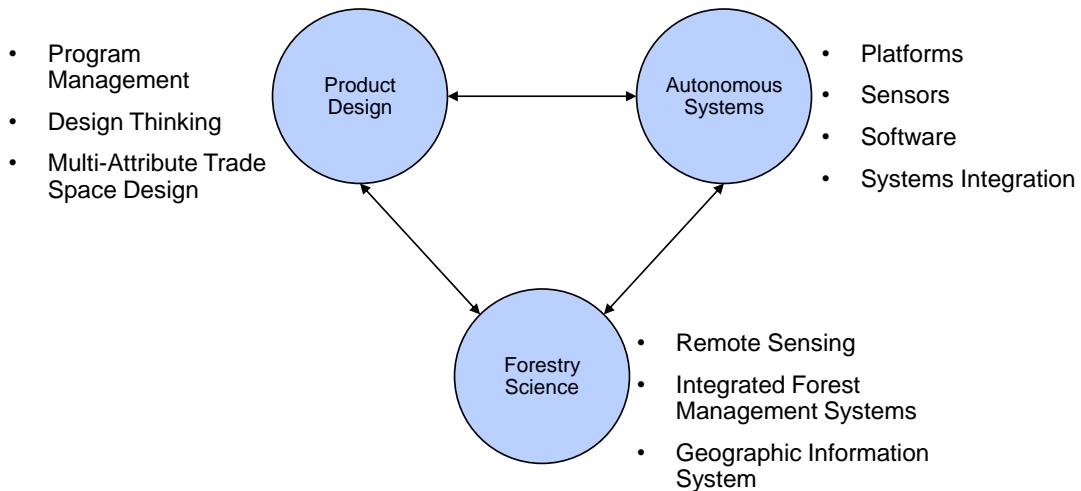 • Program
Management
• Design Thinking
• Multi-Attribute Trade
Space Design
Product
Design
Autonomous
Systems
• Platforms
• Sensors
• Software
• Systems Integration
Forestry
Science
• Remote Sensing
• Integrated Forest
Management Systems
• Geographic Information
System